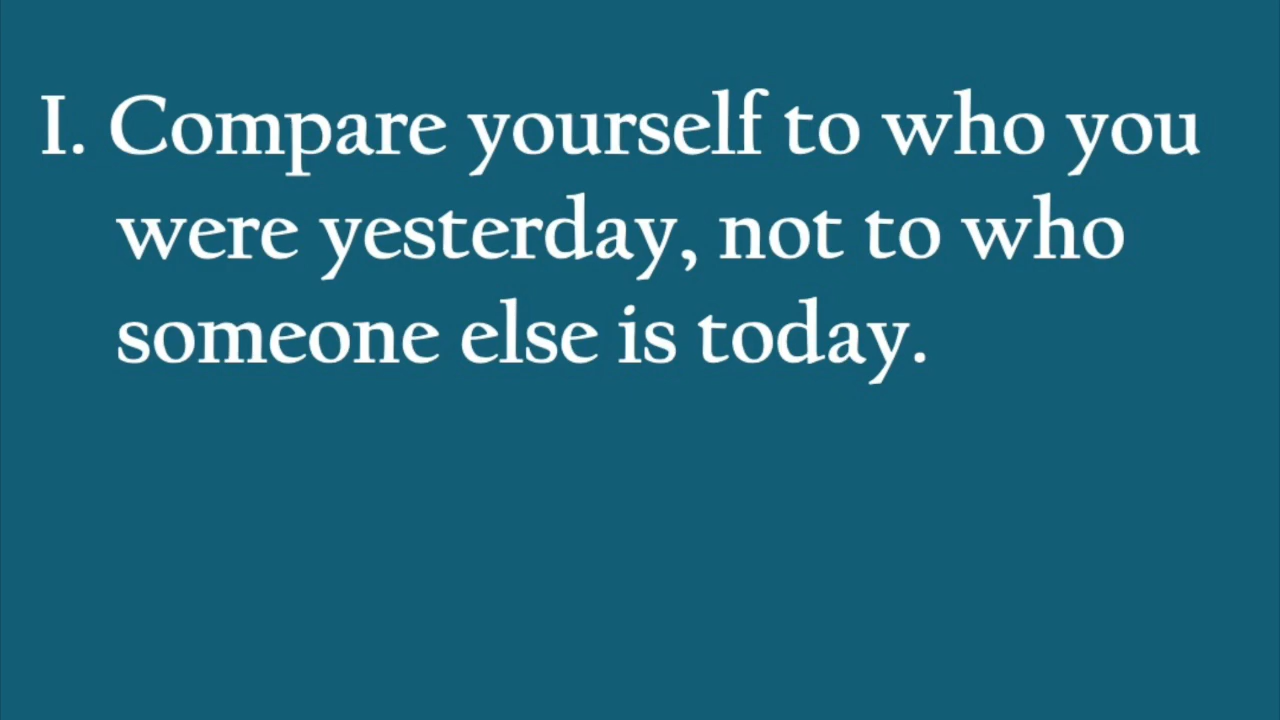 I. Compare yourself to who you
were yesterday, not to who
someone else is today.